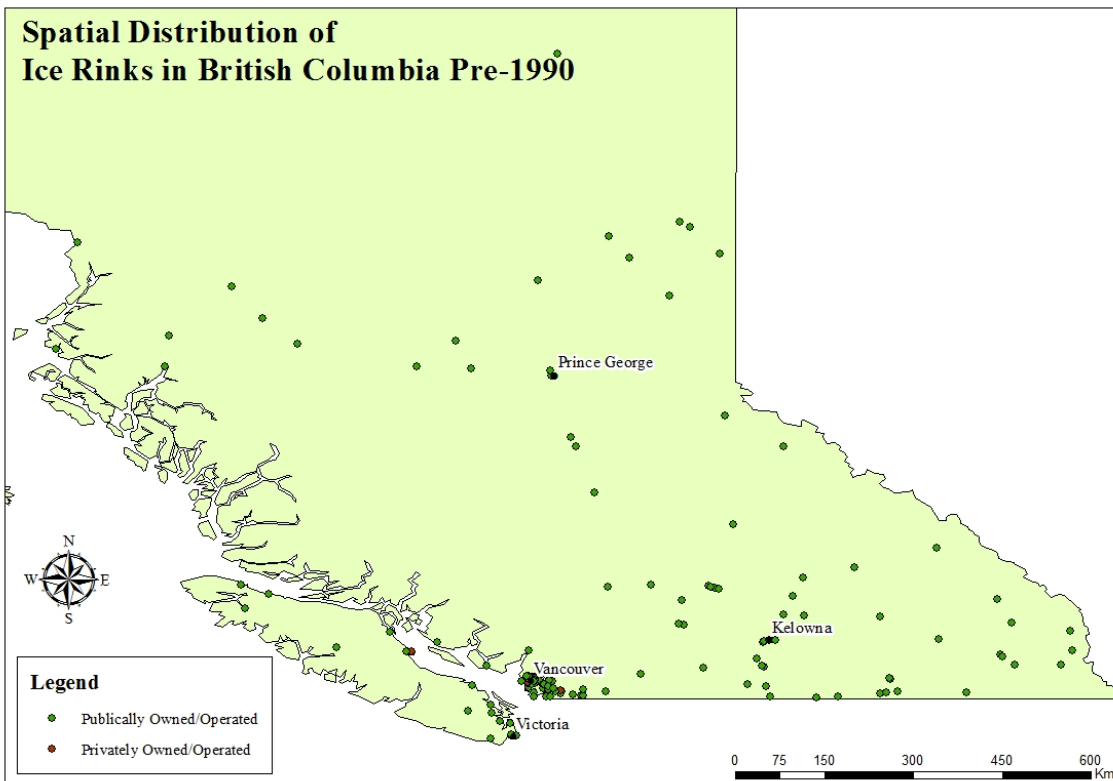 Spatial Distribution of
Ice Rinks in British Columbia Pre-1990
Prince George
N
W E
S
Kelowna
Vancouver
Victoria
Legend
Publically Owned/Operated
Privately Owned/Operated
0 75 150 300 450 600
Km